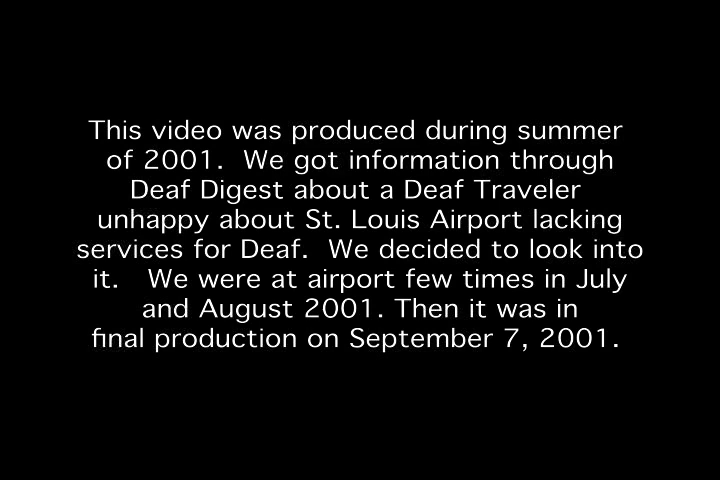 This video was produced during summer
of 2001.  We got information through
Deaf Digest about a Deaf Traveler
unhappy about St. Louis Airport lacking
services for Deaf.  We decided to look into
it.   We were at airport few times in July
and August 2001. Then it was in
final production on September 7, 2001.